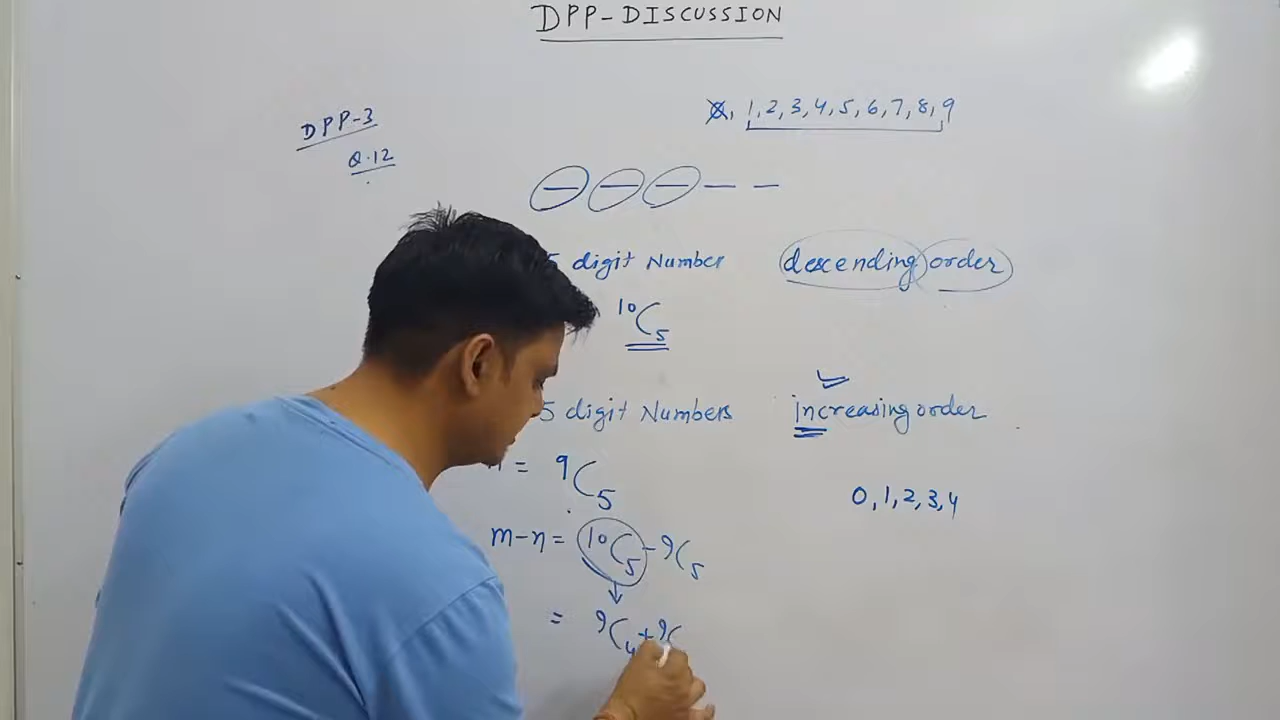 DPP-DISCUSSION
DPP-3
Q.12
0, 1, 2, 3, 4, 5, 6, 7, 8, 9
5 digit Number descending order
¹⁰C₅
5 digit Numbers increasing order
= ⁹C₅
0, 1, 2, 3, 4
m-n = ¹⁰C₅ - ⁹C₅
= ⁹C₄ + ⁹C